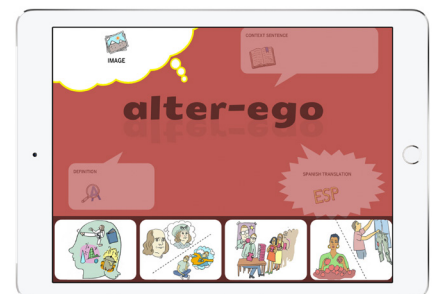 IMAGE
CONTEXT SENTENCE
alter-ego
DEFINITION
SPANISH TRANSLATION
ESP